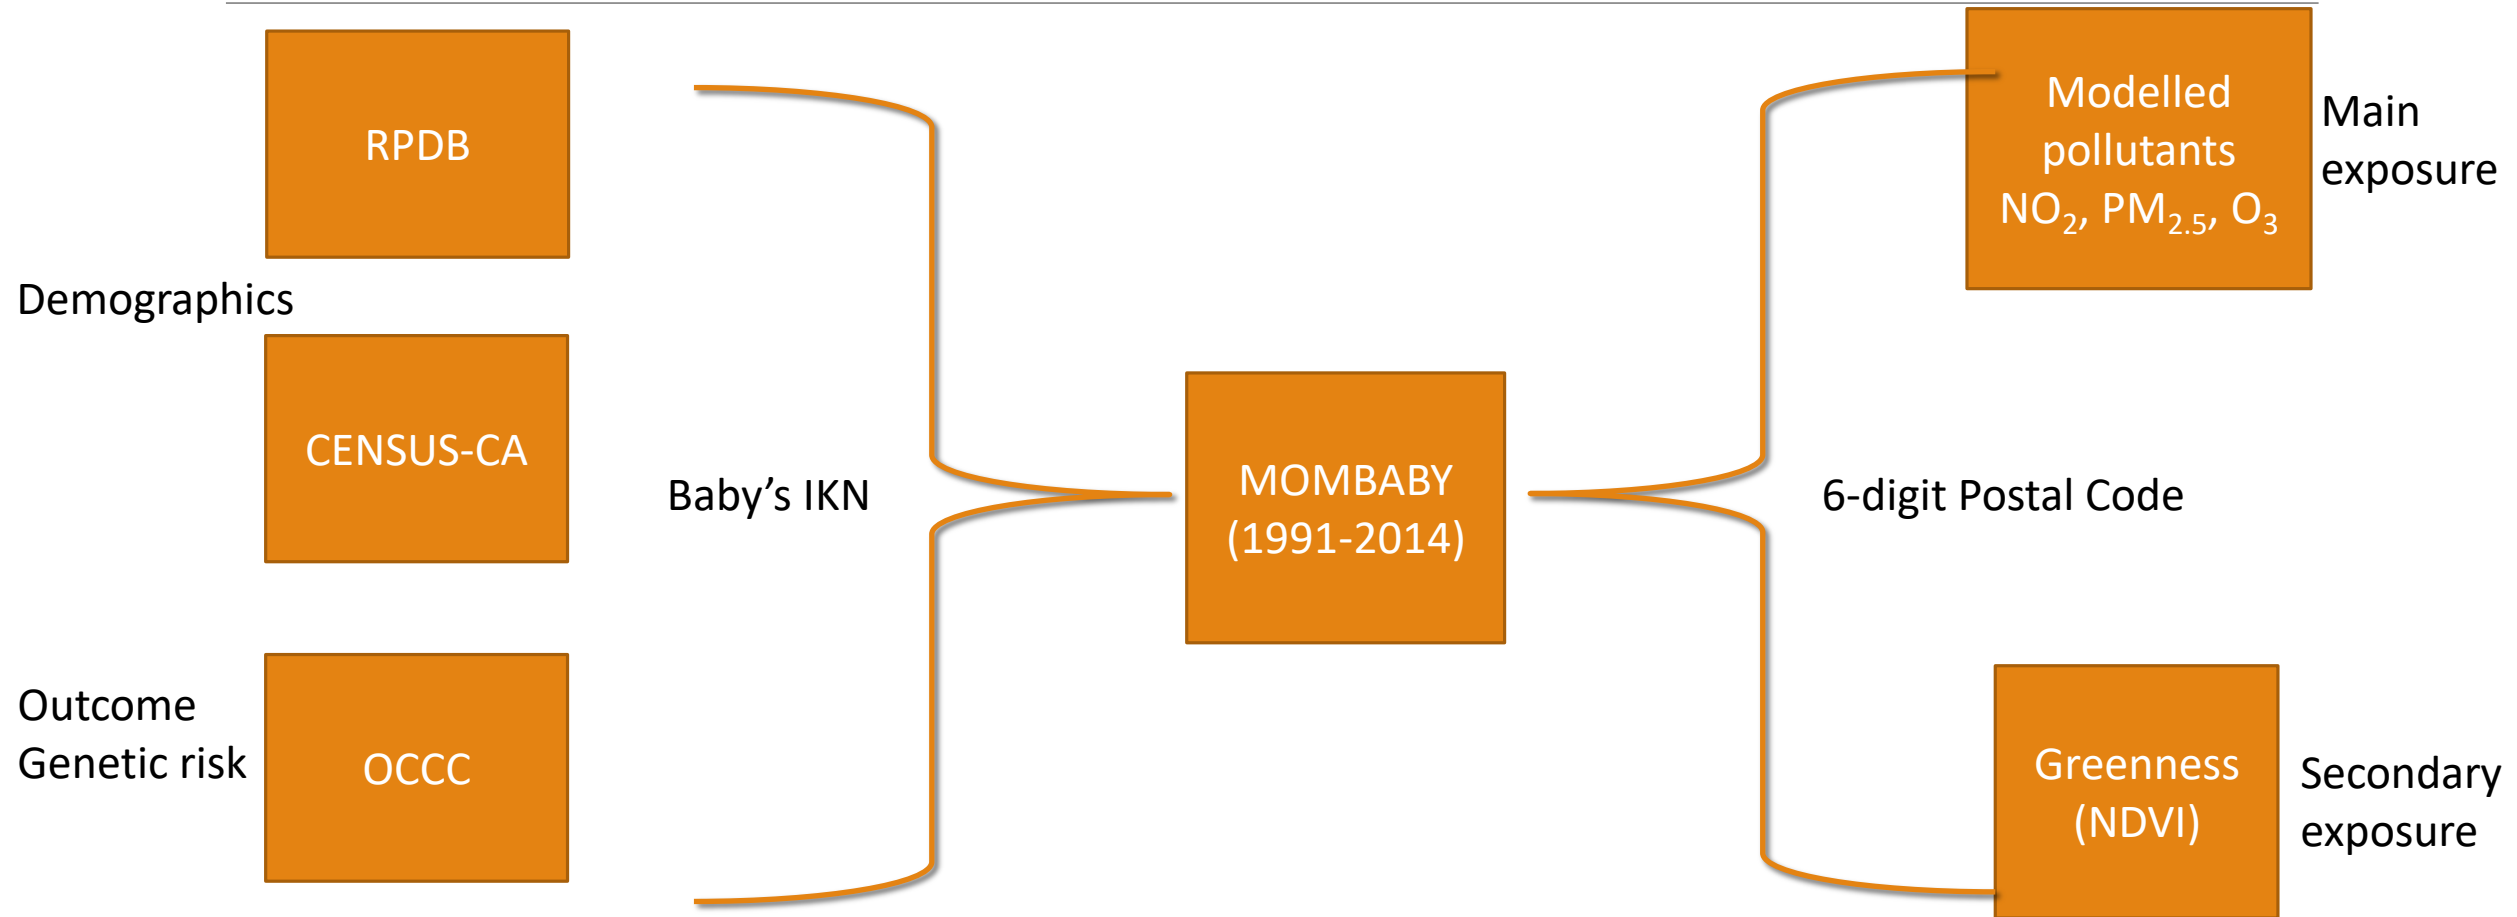 RPDB
Demographics
CENSUS-CA
Outcome
Genetic risk
OCCC
Baby’s IKN
MOMBABY
(1991-2014)
6-digit Postal Code
Modelled
pollutants
NO₂, PM₂.₅, O₃
Main
exposure
Greenness
(NDVI)
Secondary
exposure